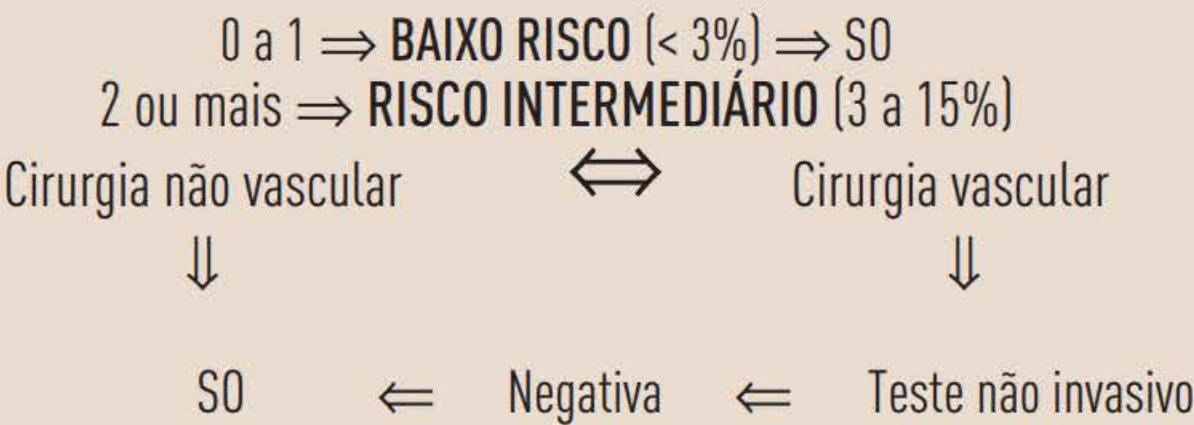 0 a 1 ⇒ BAIXO RISCO (< 3%) ⇒ SO
2 ou mais ⇒ RISCO INTERMEDIÁRIO (3 a 15%)
Cirurgia não vascular ⇔ Cirurgia vascular
⇓ ⇓
SO ⇐ Negativa ⇐ Teste não invasivo